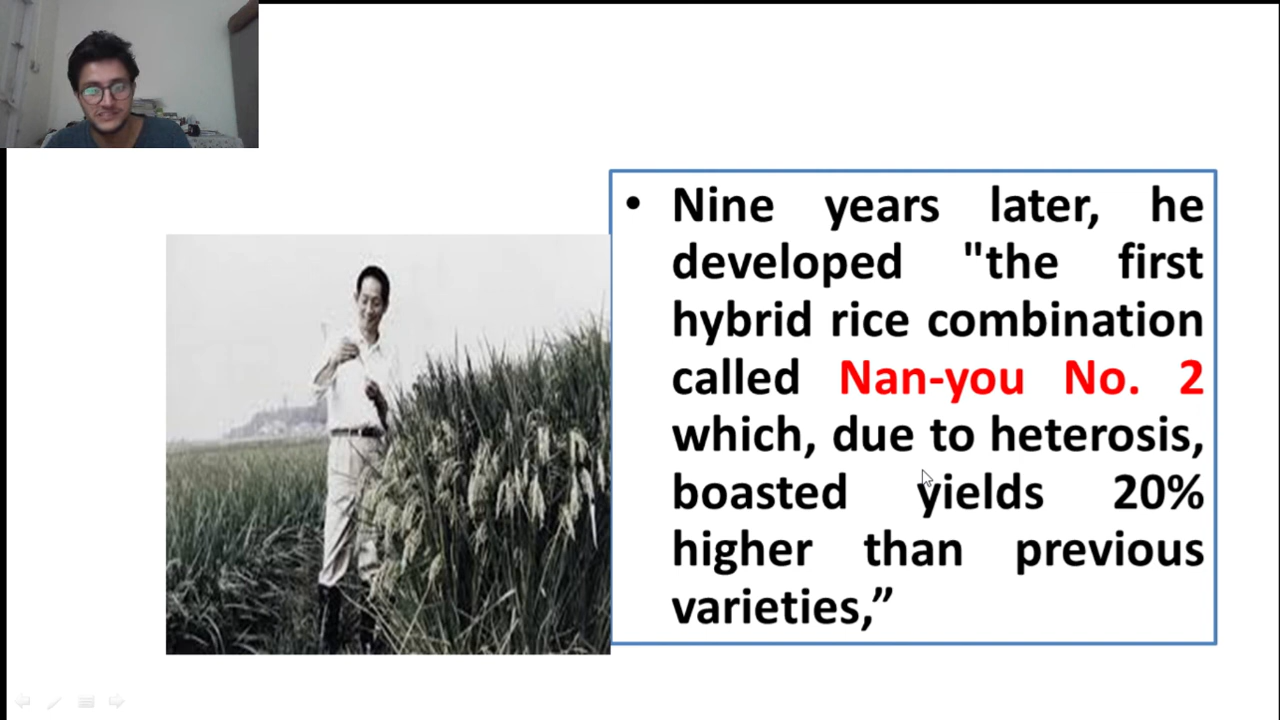 • Nine years later, he
developed "the first
hybrid rice combination
called Nan-you No. 2
which, due to heterosis,
boasted yields 20%
higher than previous
varieties,”